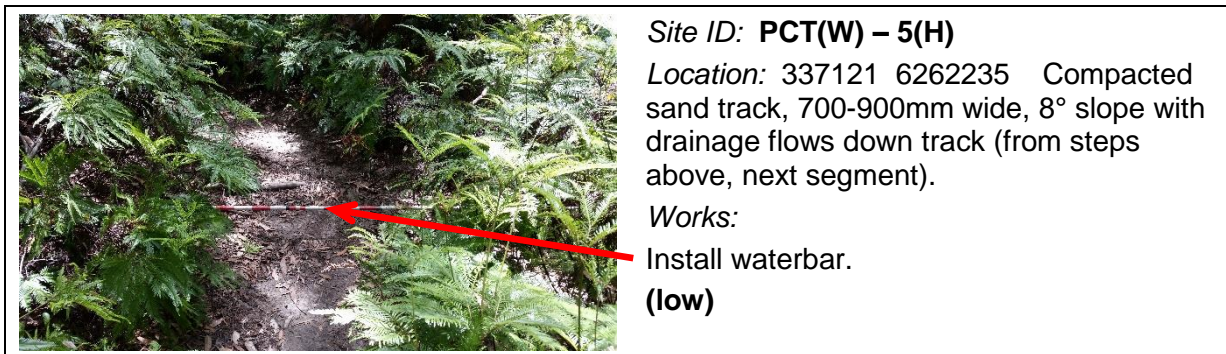 Site ID: PCT(W) – 5(H)
Location: 337121 6262235 Compacted
sand track, 700-900mm wide, 8° slope with
drainage flows down track (from steps
above, next segment).
Works:
Install waterbar.
(low)